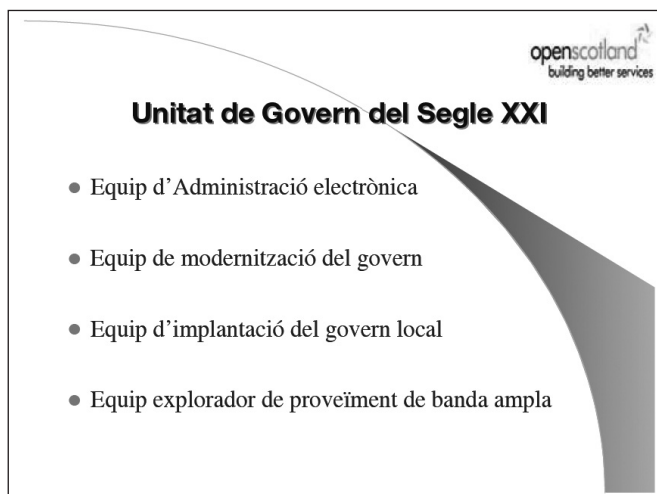 openscotland
building better services
Unitat de Govern del Segle XXI
Equip d’Administració electrònica
Equip de modernització del govern
Equip d’implantació del govern local
Equip explorador de proveïment de banda ampla